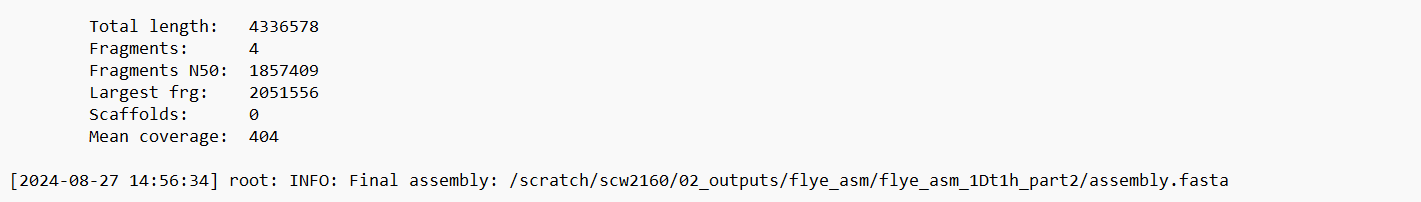 Total length: 4336578
Fragments: 4
Fragments N50: 1857409
Largest frg: 2051556
Scaffolds: 0
Mean coverage: 404
[2024-08-27 14:56:34] root: INFO: Final assembly: /scratch/scw2160/02_outputs/flye_asm/flye_asm_1Dt1h_part2/assembly.fasta